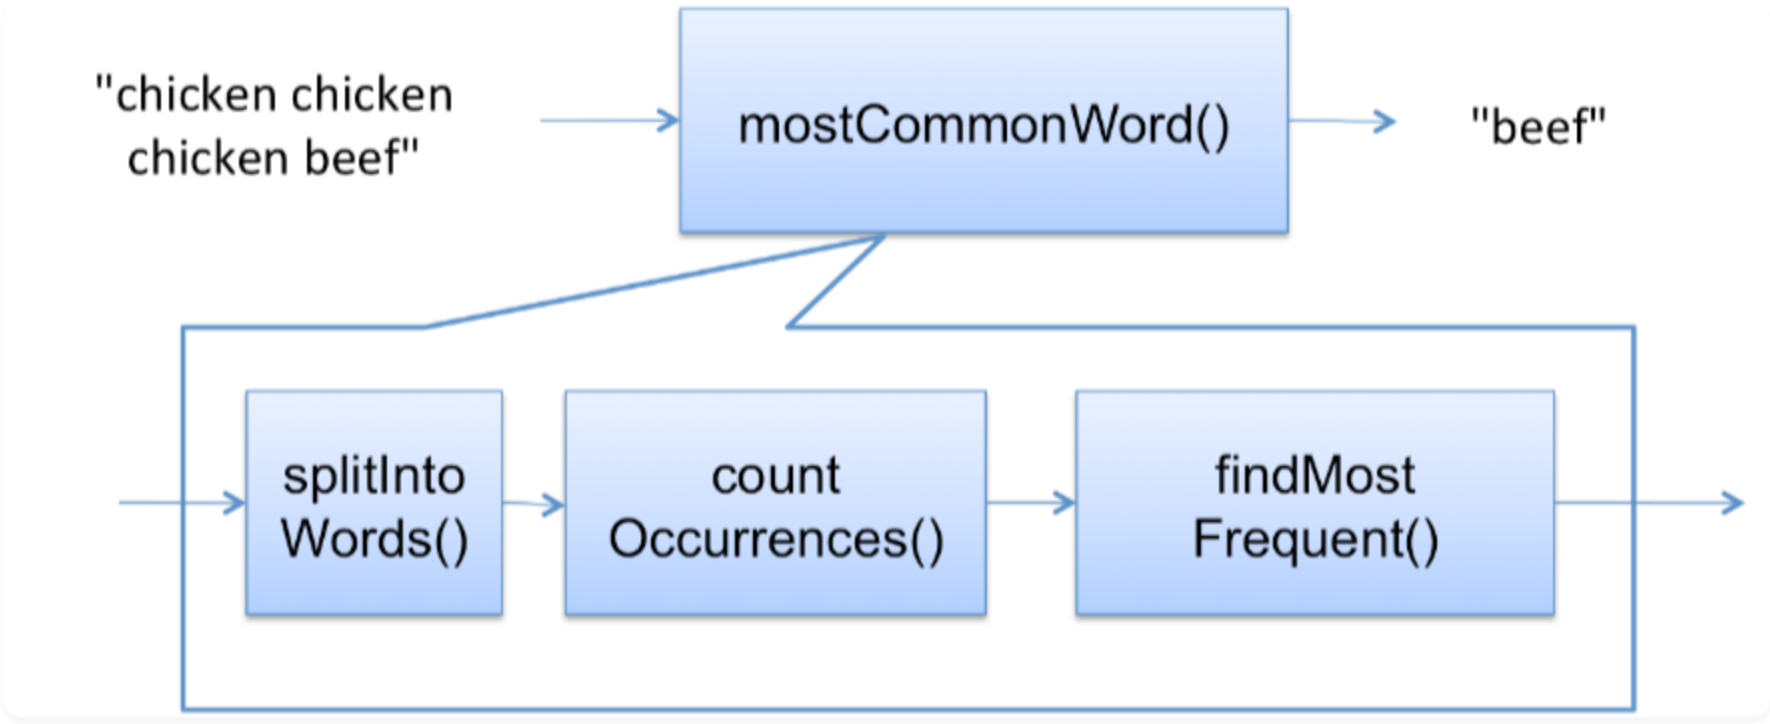 "chicken chicken
chicken beef"
mostCommonWord()
"beef"
splitInto
Words()
count
Occurrences()
findMost
Frequent()